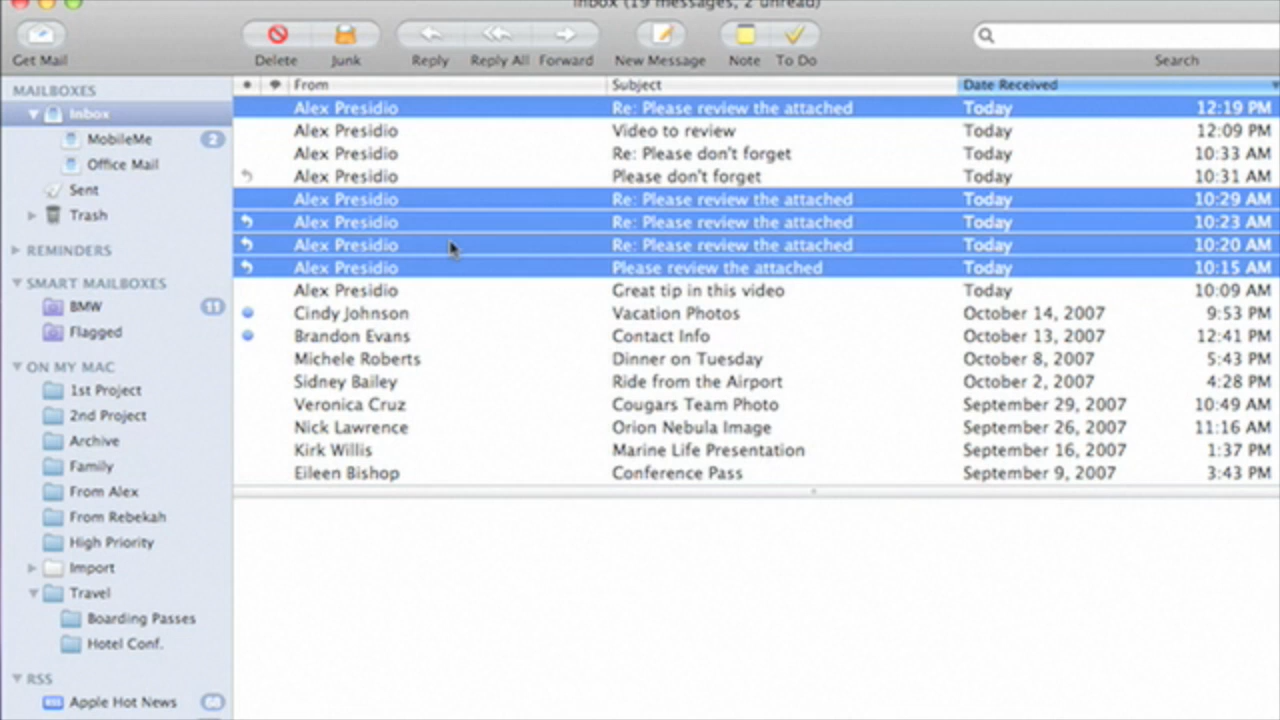 Inbox (19 messages, 2 unread)
Get Mail Delete Junk Reply Reply All Forward New Message Note To Do Search
MAILBOXES
Inbox
MobileMe 2
Office Mail
Sent
Trash
REMINDERS
SMART MAILBOXES
BMW 11
Flagged
ON MY MAC
1st Project
2nd Project
Archive
Family
From Alex
From Rebekah
High Priority
Import
Travel
Boarding Passes
Hotel Conf.
RSS
Apple Hot News
From Subject Date Received
Alex Presidio Re: Please review the attached Today 12:19 PM
Alex Presidio Video to review Today 12:09 PM
Alex Presidio Re: Please don't forget Today 10:33 AM
Alex Presidio Please don't forget Today 10:31 AM
Alex Presidio Re: Please review the attached Today 10:29 AM
Alex Presidio Re: Please review the attached Today 10:23 AM
Alex Presidio Re: Please review the attached Today 10:20 AM
Alex Presidio Please review the attached Today 10:15 AM
Alex Presidio Great tip in this video Today 10:09 AM
Cindy Johnson Vacation Photos October 14, 2007 9:53 PM
Brandon Evans Contact Info October 13, 2007 12:41 PM
Michele Roberts Dinner on Tuesday October 8, 2007 5:43 PM
Sidney Bailey Ride from the Airport October 2, 2007 4:28 PM
Veronica Cruz Cougars Team Photo September 29, 2007 10:49 AM
Nick Lawrence Orion Nebula Image September 26, 2007 11:16 AM
Kirk Willis Marine Life Presentation September 16, 2007 1:37 PM
Eileen Bishop Conference Pass September 9, 2007 3:43 PM